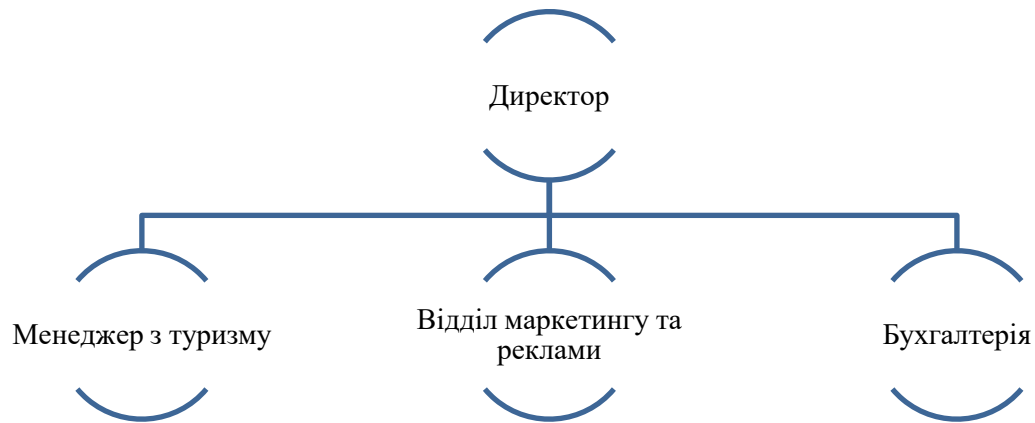 Директор
Менеджер з туризму
Відділ маркетингу та
реклами
Бухгалтерія